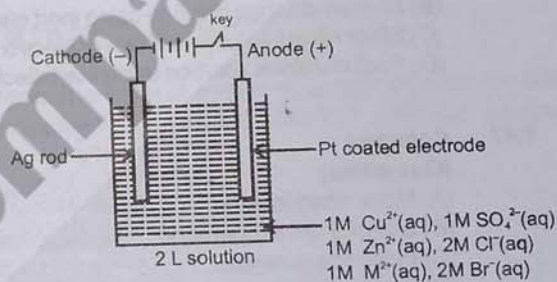 key
Cathode (–) Anode (+)
Ag rod Pt coated electrode
1M Cu²⁺(aq), 1M SO₄²⁻(aq)
1M Zn²⁺(aq), 2M Cl⁻(aq)
2 L solution
1M M²⁺(aq), 2M Br⁻(aq)